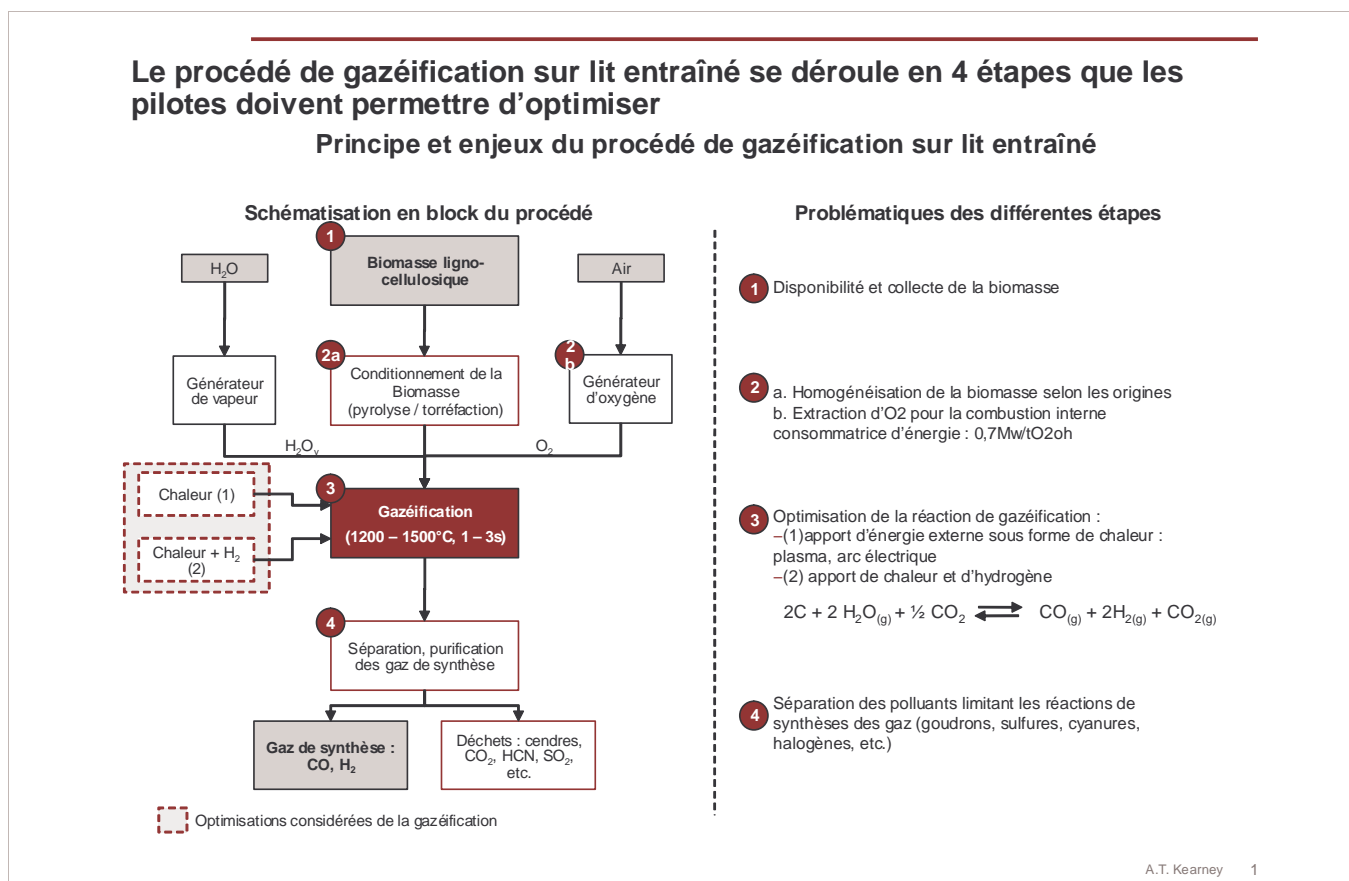 Le procédé de gazéification sur lit entraîné se déroule en 4 étapes que les
pilotes doivent permettre d’optimiser
Principe et enjeux du procédé de gazéification sur lit entraîné
Schématisation en block du procédé
1
Biomasse ligno-
cellulosique
H₂O
Air
2a
Conditionnement de la
Biomasse
(pyrolyse / torréfaction)
Générateur
de vapeur
2
b
Générateur
d’oxygène
H₂Oᵥ
O₂
Chaleur (1)
Chaleur + H₂
(2)
3
Gazéification
(1200 – 1500°C, 1 – 3s)
4
Séparation, purification
des gaz de synthèse
Gaz de synthèse :
CO, H₂
Déchets : cendres,
CO₂, HCN, SO₂,
etc.
Optimisations considérées de la gazéification
Problématiques des différentes étapes
1
Disponibilité et collecte de la biomasse
2
a. Homogénéisation de la biomasse selon les origines
b. Extraction d’O2 pour la combustion interne
consommatrice d’énergie : 0,7Mw/tO2oh
3
Optimisation de la réaction de gazéification :
–(1)apport d’énergie externe sous forme de chaleur :
plasma, arc électrique
–(2) apport de chaleur et d’hydrogène
2C + 2 H₂O(g) + ½ CO₂ ⇌ CO(g) + 2H₂(g) + CO₂(g)
4
Séparation des polluants limitant les réactions de
synthèses des gaz (goudrons, sulfures, cyanures,
halogènes, etc.)
A.T. Kearney 1